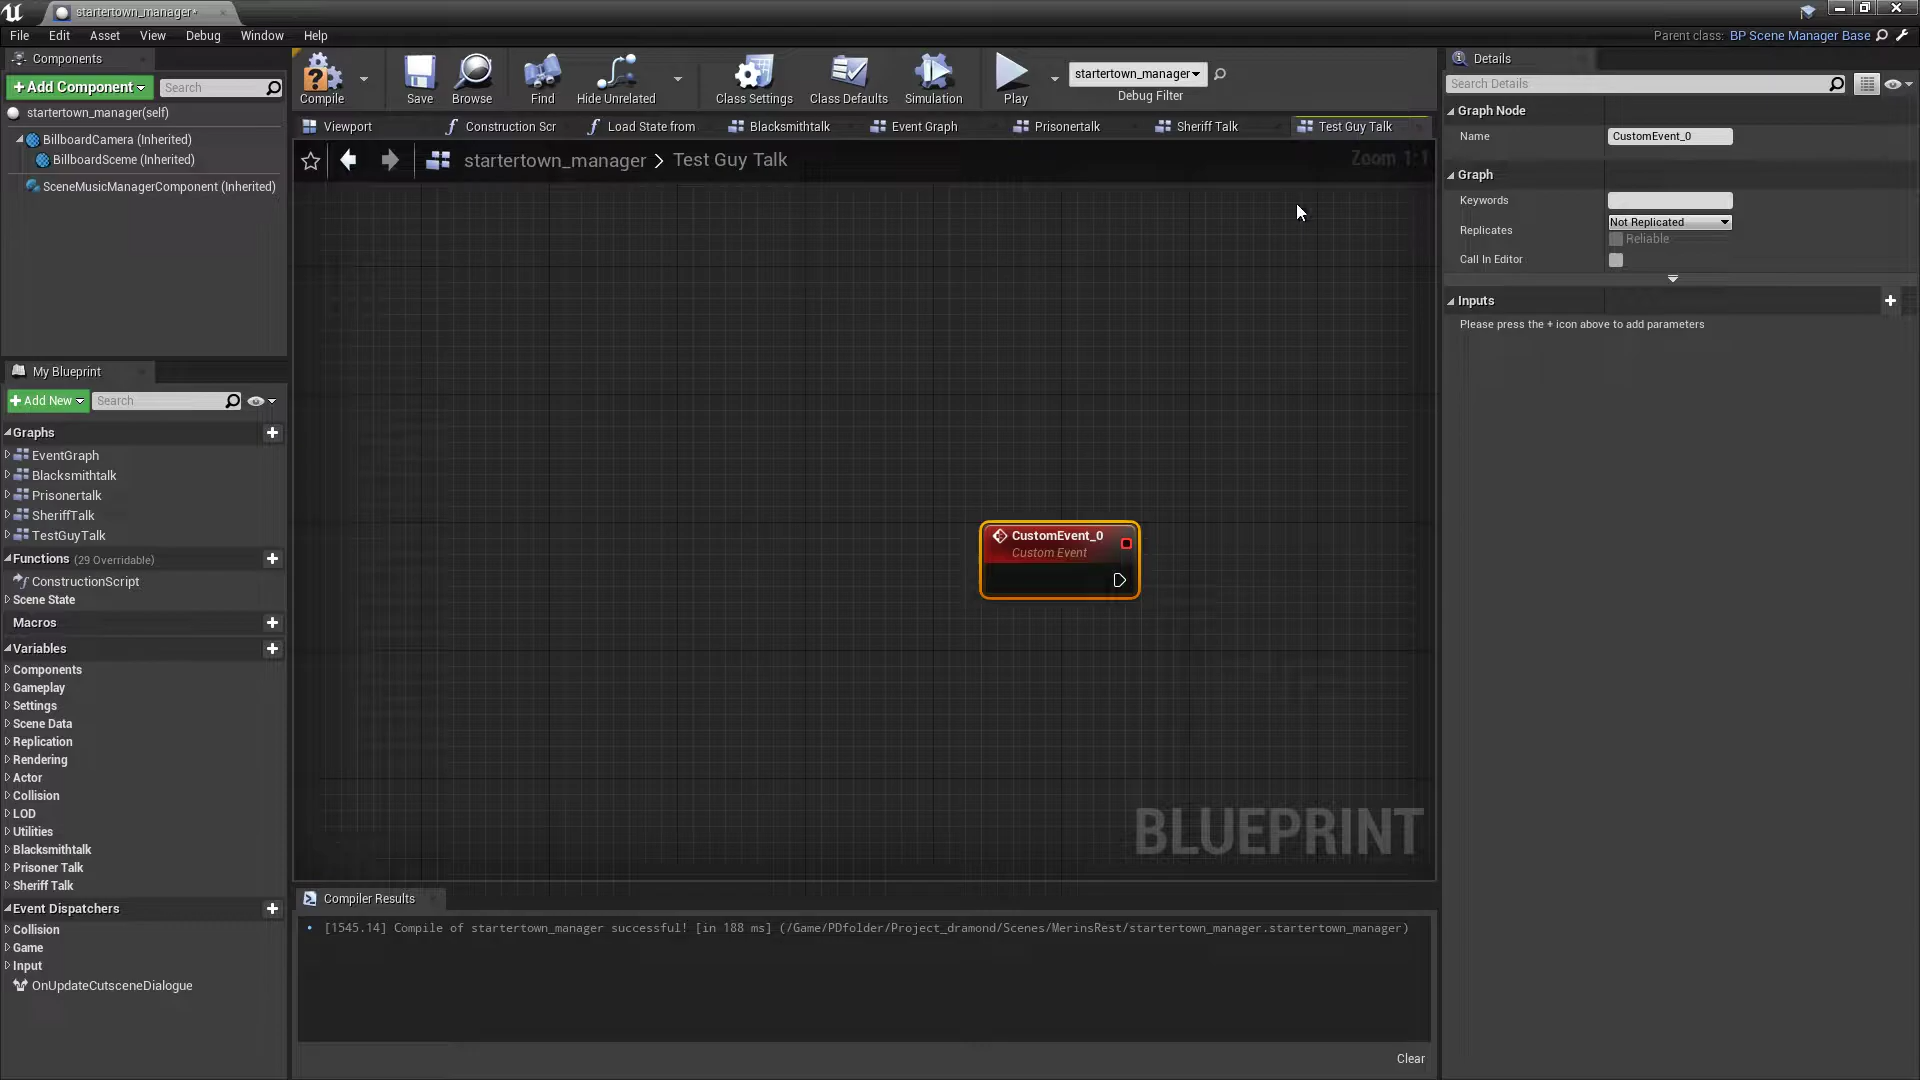 startertown_manager*
File Edit Asset View Debug Window Help
Parent class: BP Scene Manager Base
Components
+Add Component
Search
startertown_manager(self)
BillboardCamera (Inherited)
BillboardSceme (Inherited)
SceneMusicManagerComponent (Inherited)
Compile
Save
Browse
Find
Hide Unrelated
Class Settings
Class Defaults
Simulation
Play
startertown_manager
Debug Filter
Viewport
Construction Scr
Load State from
Blacksmithtalk
Event Graph
Prisonertalk
Sheriff Talk
Test Guy Talk
startertown_manager > Test Guy Talk
Zoom 1:1
CustomEvent_0
Custom Event
BLUEPRINT
My Blueprint
+Add New
Search
Graphs
EventGraph
Blacksmithtalk
Prisonertalk
SheriffTalk
TestGuyTalk
Functions (29 Overridable)
ConstructionScript
Scene State
Macros
Variables
Components
Gameplay
Settings
Scene Data
Replication
Rendering
Actor
Collision
LOD
Utilities
Blacksmithtalk
Prisoner Talk
Sheriff Talk
Event Dispatchers
Collision
Game
Input
OnUpdateCutsceneDialogue
Compiler Results
[1545.14] Compile of startertown_manager successful! [in 188 ms] (/Game/PDfolder/Project_dramond/Scenes/MerinsRest/startertown_manager.startertown_manager)
Clear
Details
Search Details
Graph Node
Name CustomEvent_0
Graph
Keywords
Replicates Not Replicated
Reliable
Call In Editor
Inputs
Please press the + icon above to add parameters